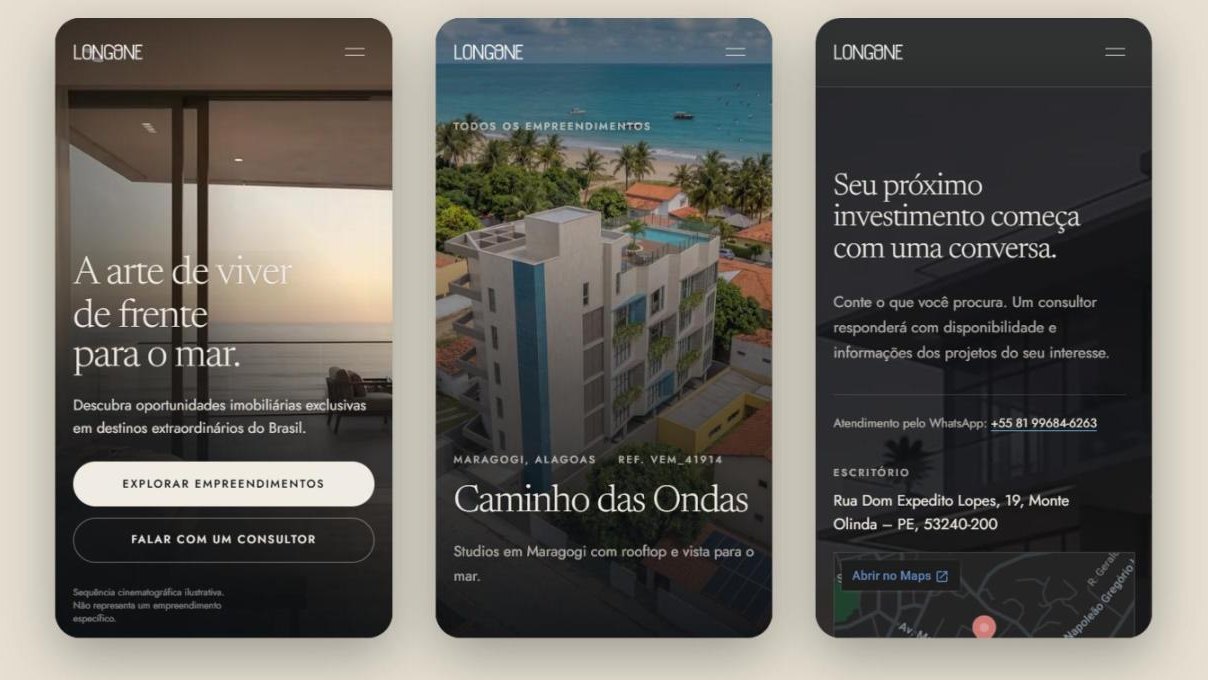 LONGONE
A arte de viver
de frente
para o mar.
Descubra oportunidades imobiliárias exclusivas
em destinos extraordinários do Brasil.
EXPLORAR EMPREENDIMENTOS
FALAR COM UM CONSULTOR
Sequência cinematográfica ilustrativa.
Não representa um empreendimento
específico.
LONGONE
TODOS OS EMPREENDIMENTOS
MARAGOGI, ALAGOAS REF. VEM_41914
Caminho das Ondas
Studios em Maragogi com rooftop e vista para o
mar.
LONGONE
Seu próximo
investimento começa
com uma conversa.
Conte o que você procura. Um consultor
responderá com disponibilidade e
informações dos projetos do seu interesse.
Atendimento pelo WhatsApp: +55 81 99684-6263
ESCRITÓRIO
Rua Dom Expedito Lopes, 19, Monte
Olinda – PE, 53240-200
Abrir no Maps
R. Gerald
Napoleão Gregório
Av. M